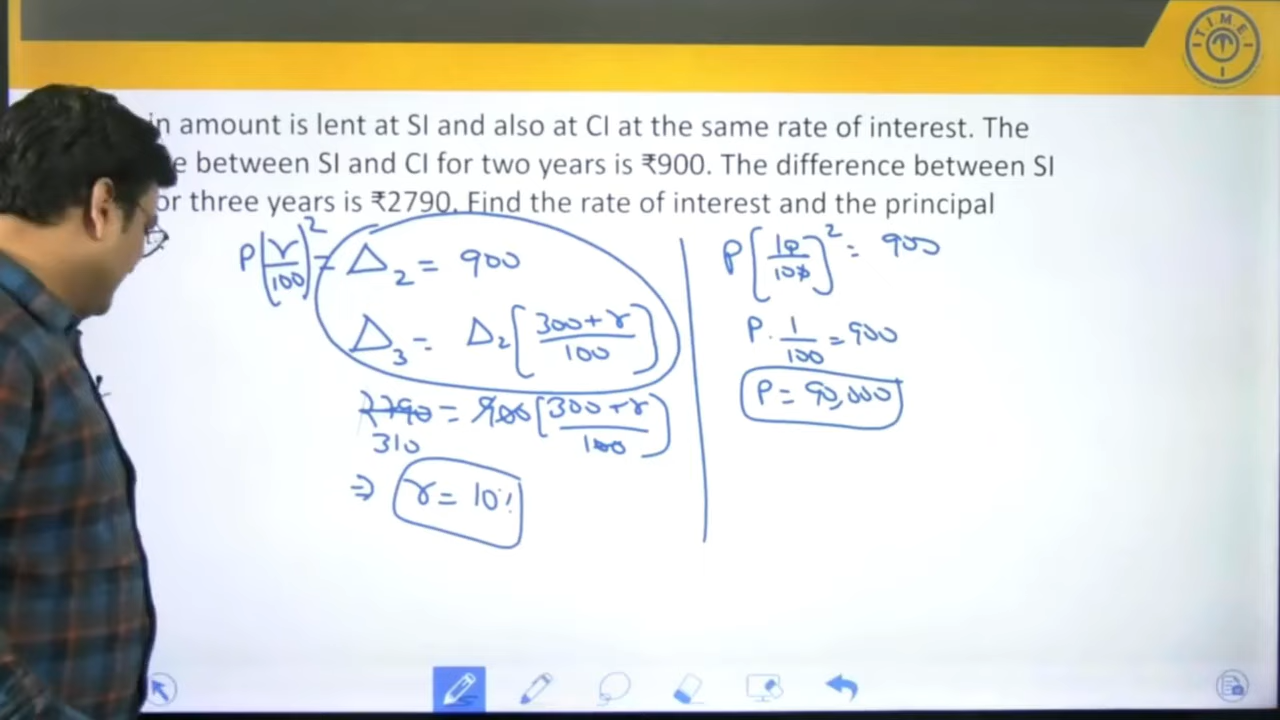 T.I.M.E.
in amount is lent at SI and also at CI at the same rate of interest. The
e between SI and CI for two years is ₹900. The difference between SI
or three years is ₹2790. Find the rate of interest and the principal
P(r/100)² = Δ₂ = 900
Δ₃ = Δ₂[(300+r)/100]
2790 = 900[(300+r)/100]
310
⇒ r = 10%
P[10/100]² = 900
P. 1/100 = 900
P = 90,000